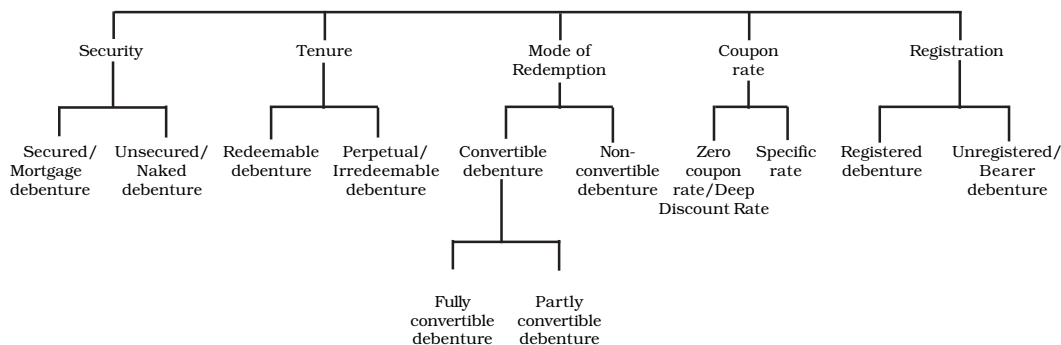 Security
Tenure
Mode of
Redemption
Coupon
rate
Registration
Secured/
Mortgage
debenture
Unsecured/
Naked
debenture
Redeemable
debenture
Perpetual/
Irredeemable
debenture
Convertible
debenture
Non-
convertible
debenture
Zero
coupon
rate/Deep
Discount Rate
Specific
rate
Registered
debenture
Unregistered/
Bearer
debenture
Fully
convertible
debenture
Partly
convertible
debenture